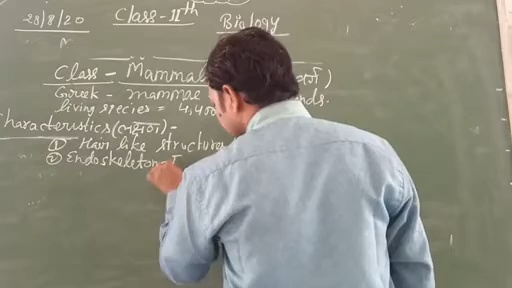 28/8/20 Class-11th Biology
Class - Mammal
Greek - mammae
living species = 4,400
Characteristics (लक्षण) -
① Hair like structure
② Endoskeleton - I